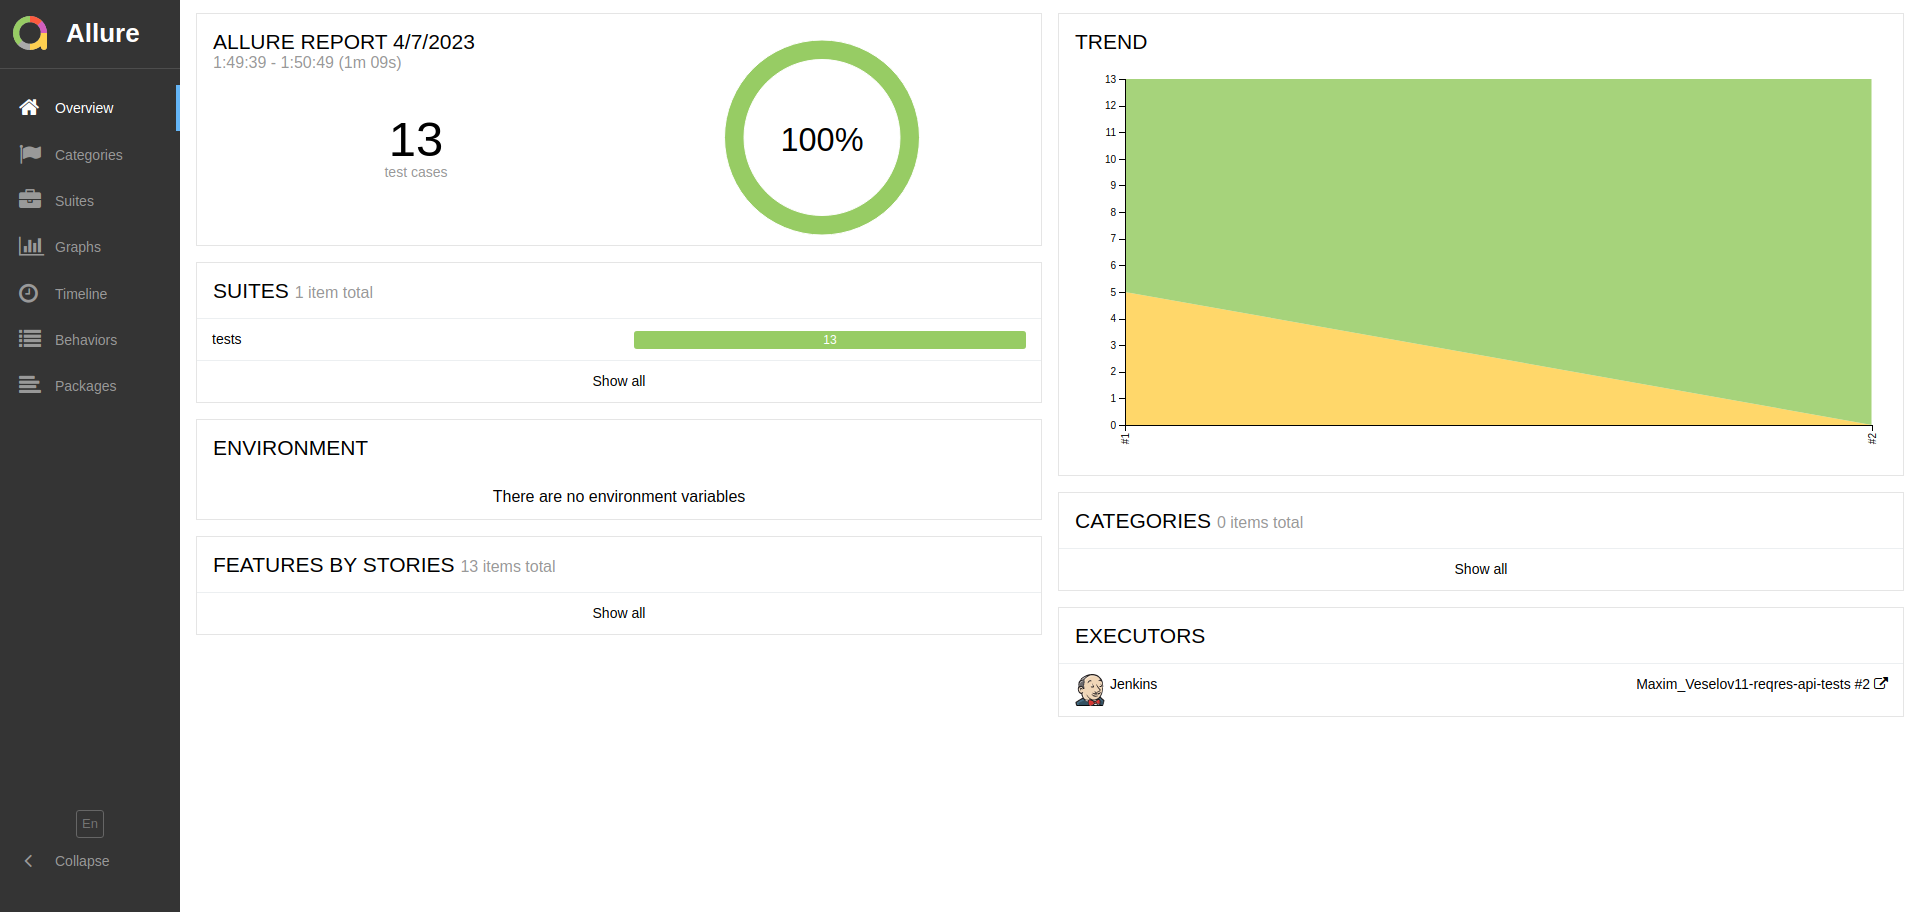 Allure
Overview
Categories
Suites
Graphs
Timeline
Behaviors
Packages
En
Collapse
ALLURE REPORT 4/7/2023
1:49:39 - 1:50:49 (1m 09s)
13
test cases
100%
SUITES 1 item total
tests 13
Show all
ENVIRONMENT
There are no environment variables
FEATURES BY STORIES 13 items total
Show all
TREND
13
12
11
10
9
8
7
6
5
4
3
2
1
0
#1 #2
CATEGORIES 0 items total
Show all
EXECUTORS
Jenkins Maxim_Veselov11-reqres-api-tests #2